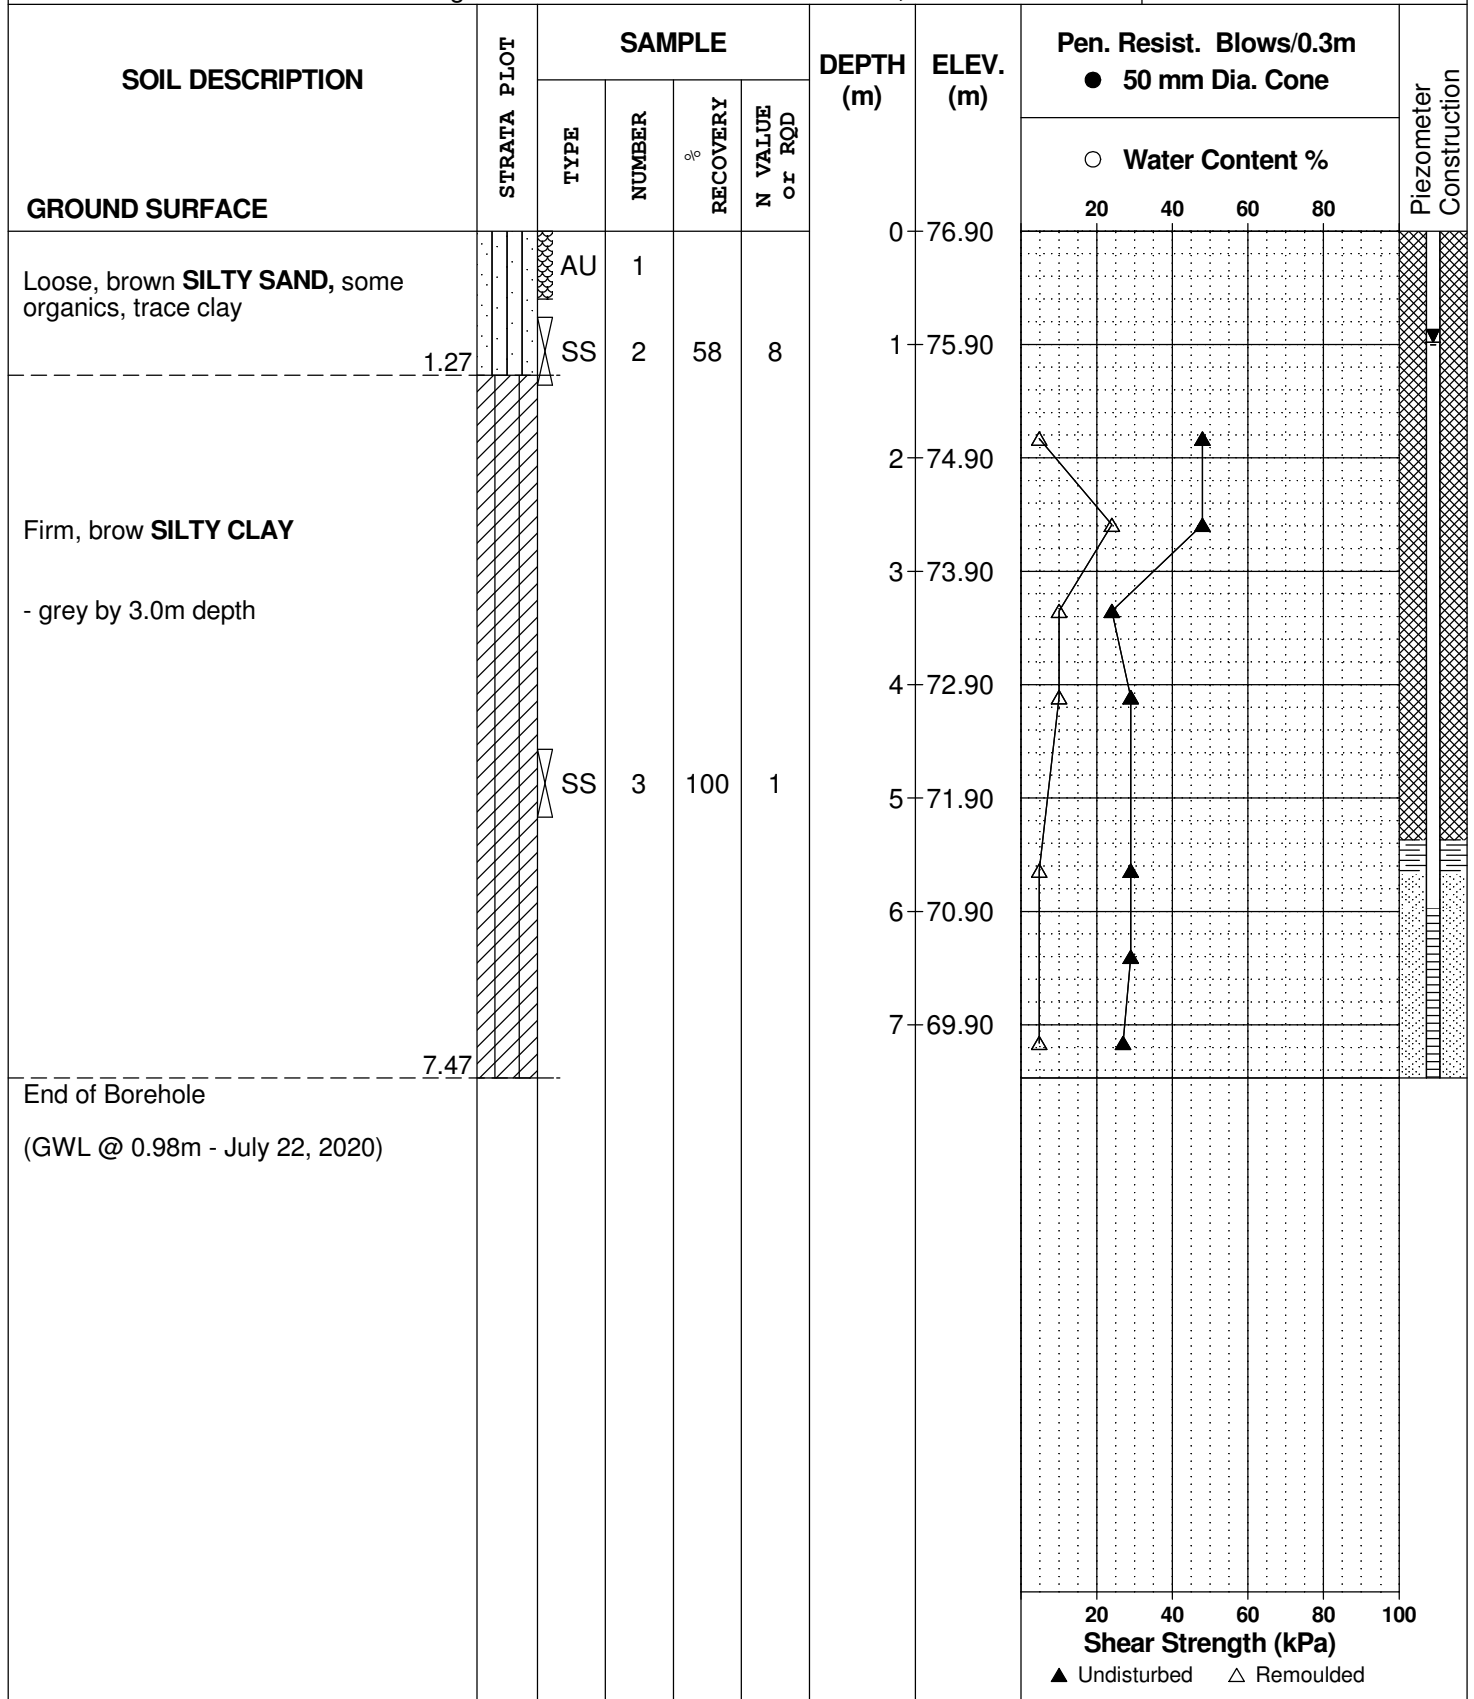 SOIL DESCRIPTION
GROUND SURFACE
STRATA PLOT
SAMPLE
TYPE
NUMBER
%
RECOVERY
N VALUE
or RQD
DEPTH
(m)
ELEV.
(m)
Pen. Resist. Blows/0.3m
● 50 mm Dia. Cone
○ Water Content %
20 40 60 80
Piezometer
Construction
0 76.90
Loose, brown SILTY SAND, some
organics, trace clay
AU 1
1.27
SS 2 58 8
1 75.90
2 74.90
Firm, brow SILTY CLAY
3 73.90
- grey by 3.0m depth
4 72.90
SS 3 100 1
5 71.90
6 70.90
7 69.90
7.47
End of Borehole
(GWL @ 0.98m - July 22, 2020)
20 40 60 80 100
Shear Strength (kPa)
▲ Undisturbed △ Remoulded